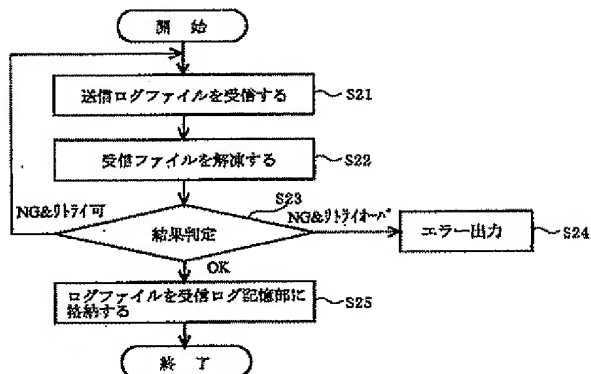 開始
送信ログファイルを受信する
S21
受信ファイルを解凍する
S22
S23
NG&ﾘﾄﾗｲ可
結果判定
NG&ﾘﾄﾗｲｵｰﾊﾞ
エラー出力
S24
OK
ログファイルを受信ログ記憶部に
格納する
S25
終了